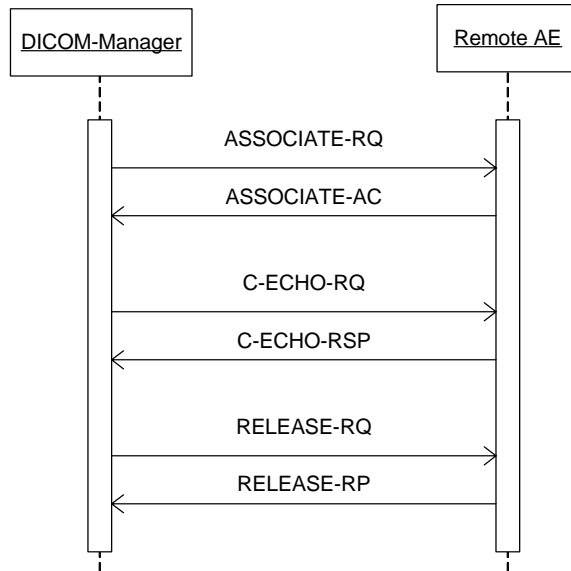 DICOM-Manager
Remote AE
ASSOCIATE-RQ
ASSOCIATE-AC
C-ECHO-RQ
C-ECHO-RSP
RELEASE-RQ
RELEASE-RP